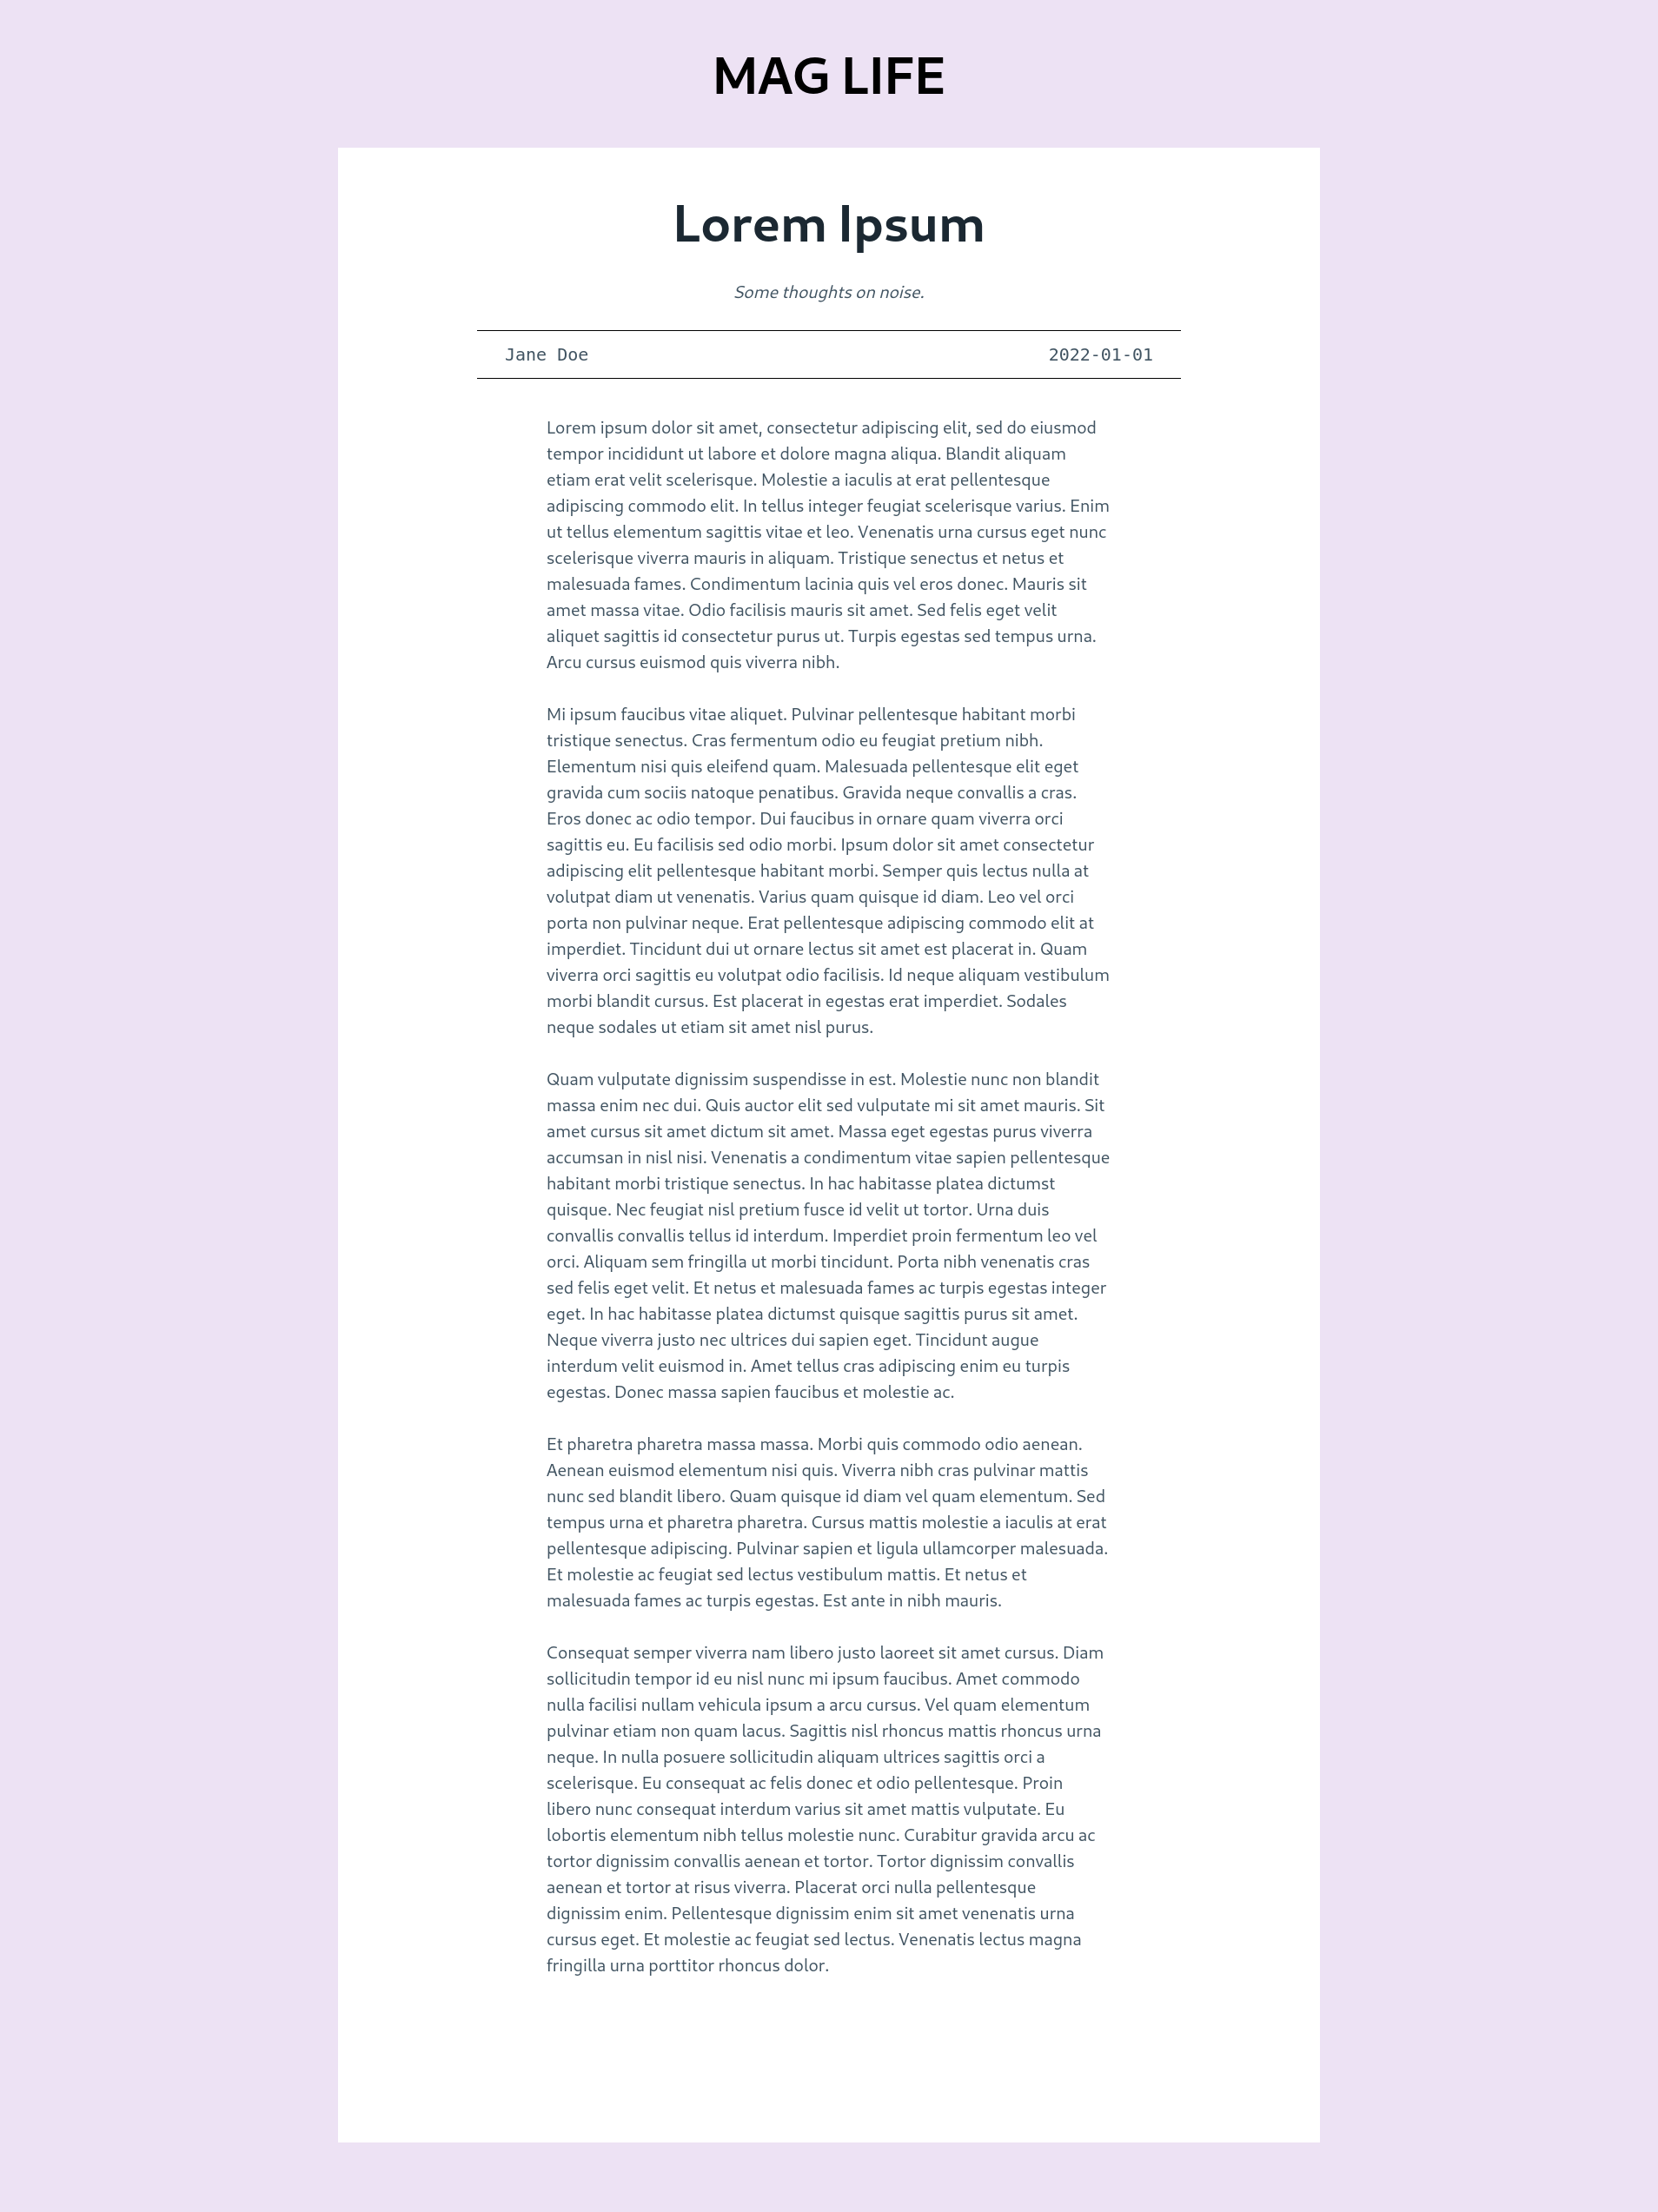 MAG LIFE
Lorem Ipsum
Some thoughts on noise.
Jane Doe 2022-01-01
Lorem ipsum dolor sit amet, consectetur adipiscing elit, sed do eiusmod
tempor incididunt ut labore et dolore magna aliqua. Blandit aliquam
etiam erat velit scelerisque. Molestie a iaculis at erat pellentesque
adipiscing commodo elit. In tellus integer feugiat scelerisque varius. Enim
ut tellus elementum sagittis vitae et leo. Venenatis urna cursus eget nunc
scelerisque viverra mauris in aliquam. Tristique senectus et netus et
malesuada fames. Condimentum lacinia quis vel eros donec. Mauris sit
amet massa vitae. Odio facilisis mauris sit amet. Sed felis eget velit
aliquet sagittis id consectetur purus ut. Turpis egestas sed tempus urna.
Arcu cursus euismod quis viverra nibh.
Mi ipsum faucibus vitae aliquet. Pulvinar pellentesque habitant morbi
tristique senectus. Cras fermentum odio eu feugiat pretium nibh.
Elementum nisi quis eleifend quam. Malesuada pellentesque elit eget
gravida cum sociis natoque penatibus. Gravida neque convallis a cras.
Eros donec ac odio tempor. Dui faucibus in ornare quam viverra orci
sagittis eu. Eu facilisis sed odio morbi. Ipsum dolor sit amet consectetur
adipiscing elit pellentesque habitant morbi. Semper quis lectus nulla at
volutpat diam ut venenatis. Varius quam quisque id diam. Leo vel orci
porta non pulvinar neque. Erat pellentesque adipiscing commodo elit at
imperdiet. Tincidunt dui ut ornare lectus sit amet est placerat in. Quam
viverra orci sagittis eu volutpat odio facilisis. Id neque aliquam vestibulum
morbi blandit cursus. Est placerat in egestas erat imperdiet. Sodales
neque sodales ut etiam sit amet nisl purus.
Quam vulputate dignissim suspendisse in est. Molestie nunc non blandit
massa enim nec dui. Quis auctor elit sed vulputate mi sit amet mauris. Sit
amet cursus sit amet dictum sit amet. Massa eget egestas purus viverra
accumsan in nisl nisi. Venenatis a condimentum vitae sapien pellentesque
habitant morbi tristique senectus. In hac habitasse platea dictumst
quisque. Nec feugiat nisl pretium fusce id velit ut tortor. Urna duis
convallis convallis tellus id interdum. Imperdiet proin fermentum leo vel
orci. Aliquam sem fringilla ut morbi tincidunt. Porta nibh venenatis cras
sed felis eget velit. Et netus et malesuada fames ac turpis egestas integer
eget. In hac habitasse platea dictumst quisque sagittis purus sit amet.
Neque viverra justo nec ultrices dui sapien eget. Tincidunt augue
interdum velit euismod in. Amet tellus cras adipiscing enim eu turpis
egestas. Donec massa sapien faucibus et molestie ac.
Et pharetra pharetra massa massa. Morbi quis commodo odio aenean.
Aenean euismod elementum nisi quis. Viverra nibh cras pulvinar mattis
nunc sed blandit libero. Quam quisque id diam vel quam elementum. Sed
tempus urna et pharetra pharetra. Cursus mattis molestie a iaculis at erat
pellentesque adipiscing. Pulvinar sapien et ligula ullamcorper malesuada.
Et molestie ac feugiat sed lectus vestibulum mattis. Et netus et
malesuada fames ac turpis egestas. Est ante in nibh mauris.
Consequat semper viverra nam libero justo laoreet sit amet cursus. Diam
sollicitudin tempor id eu nisl nunc mi ipsum faucibus. Amet commodo
nulla facilisi nullam vehicula ipsum a arcu cursus. Vel quam elementum
pulvinar etiam non quam lacus. Sagittis nisl rhoncus mattis rhoncus urna
neque. In nulla posuere sollicitudin aliquam ultrices sagittis orci a
scelerisque. Eu consequat ac felis donec et odio pellentesque. Proin
libero nunc consequat interdum varius sit amet mattis vulputate. Eu
lobortis elementum nibh tellus molestie nunc. Curabitur gravida arcu ac
tortor dignissim convallis aenean et tortor. Tortor dignissim convallis
aenean et tortor at risus viverra. Placerat orci nulla pellentesque
dignissim enim. Pellentesque dignissim enim sit amet venenatis urna
cursus eget. Et molestie ac feugiat sed lectus. Venenatis lectus magna
fringilla urna porttitor rhoncus dolor.